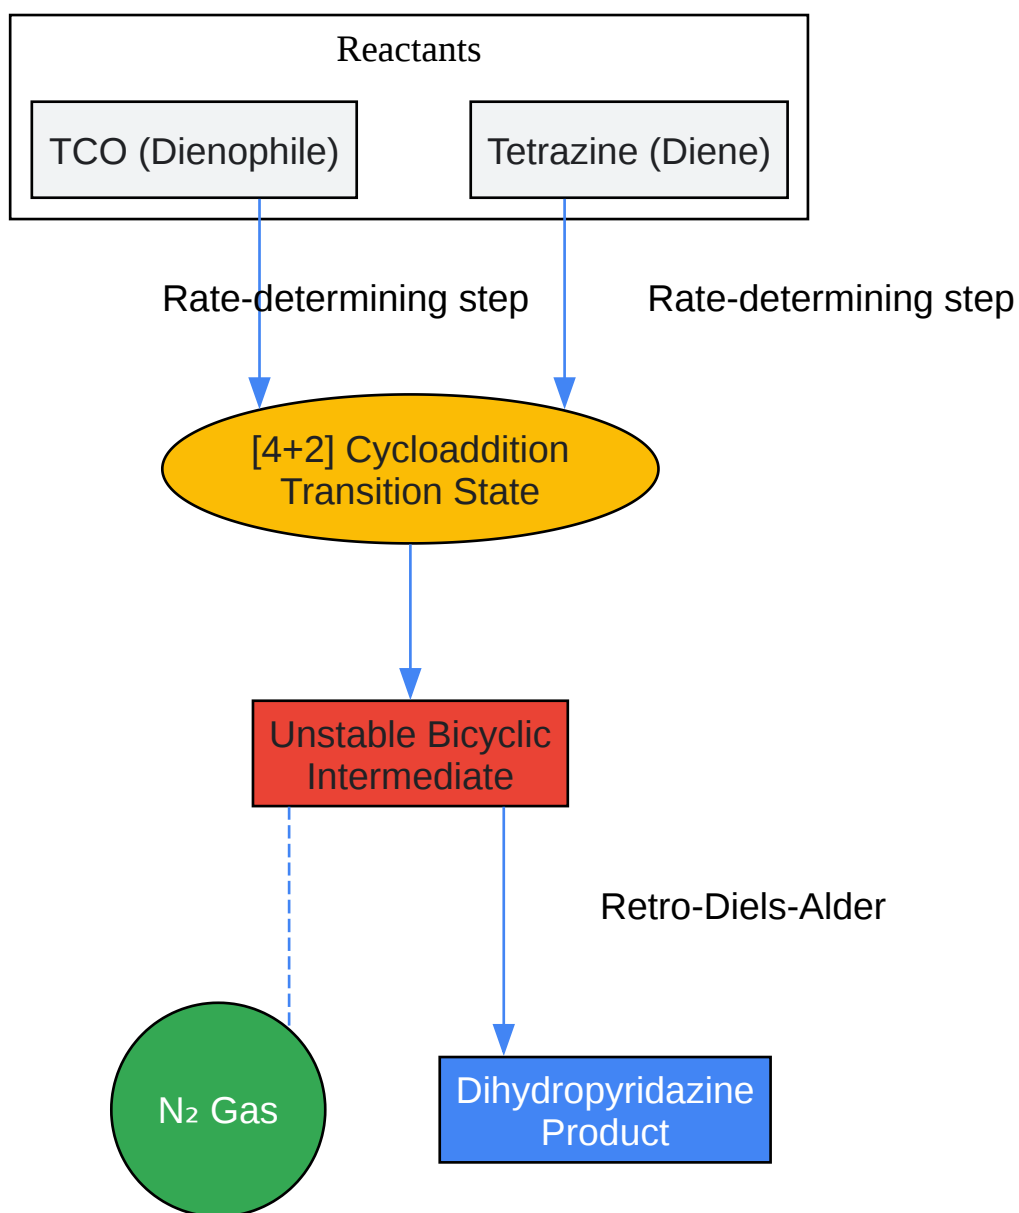 Reactants
TCO (Dienophile)
Tetrazine (Diene)
Rate-determining step
Rate-determining step
[4+2] Cycloaddition
Transition State
Unstable Bicyclic
Intermediate
Retro-Diels-Alder
N₂ Gas
Dihydropyridazine
Product